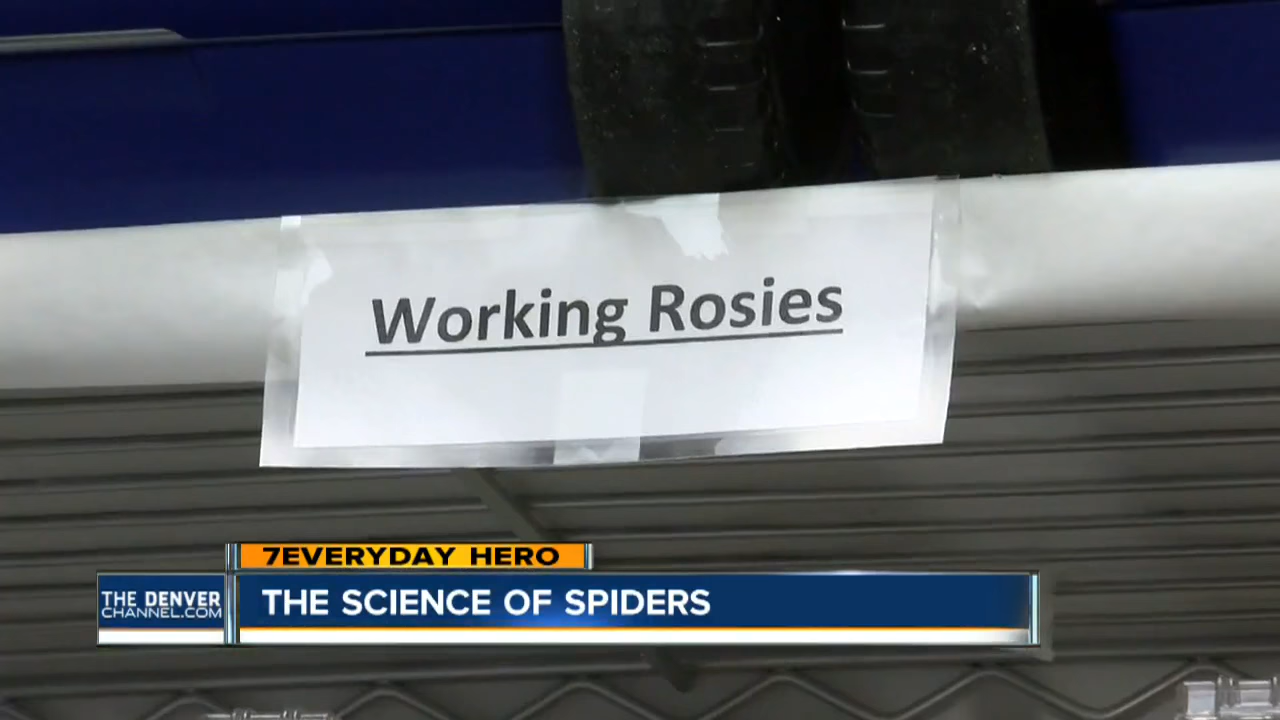 Working Rosies
7EVERYDAY HERO
THE DENVER
CHANNEL.COM
THE SCIENCE OF SPIDERS